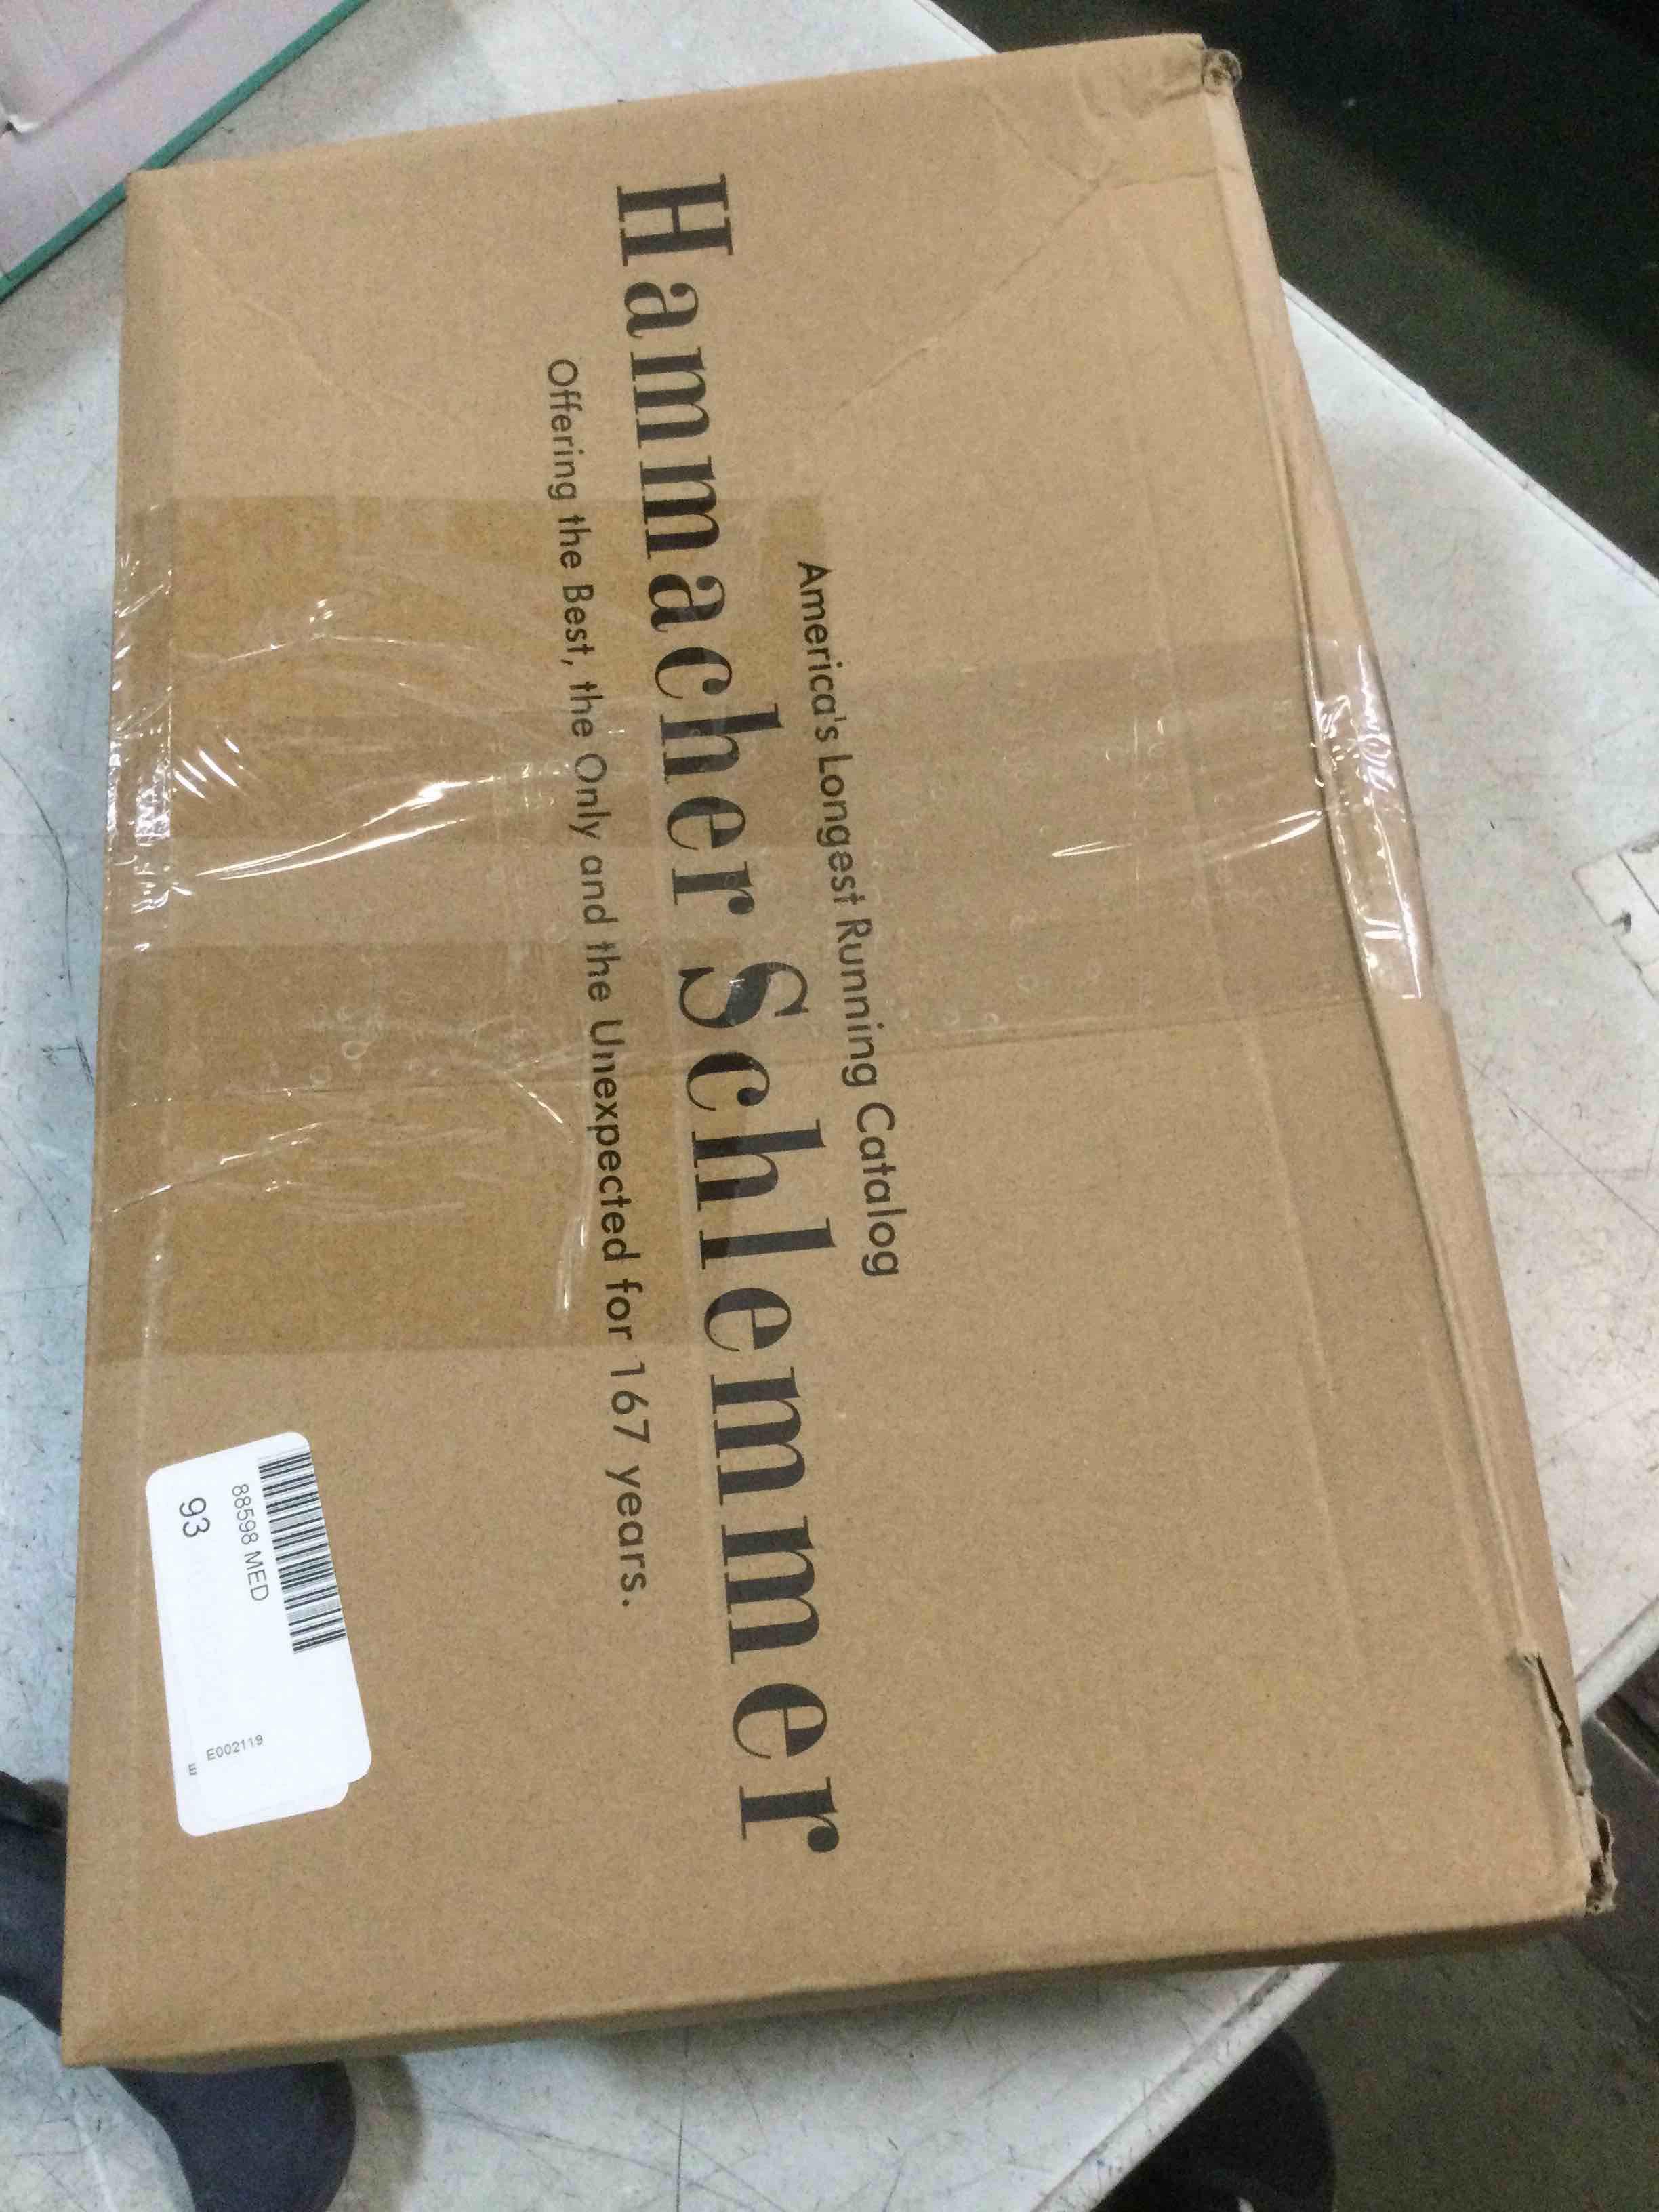 America's Longest Running Catalog
Hammacher Schlemmer
Offering the Best, the Only and the Unexpected for 167 years.
88598 MED
93
E002119
E